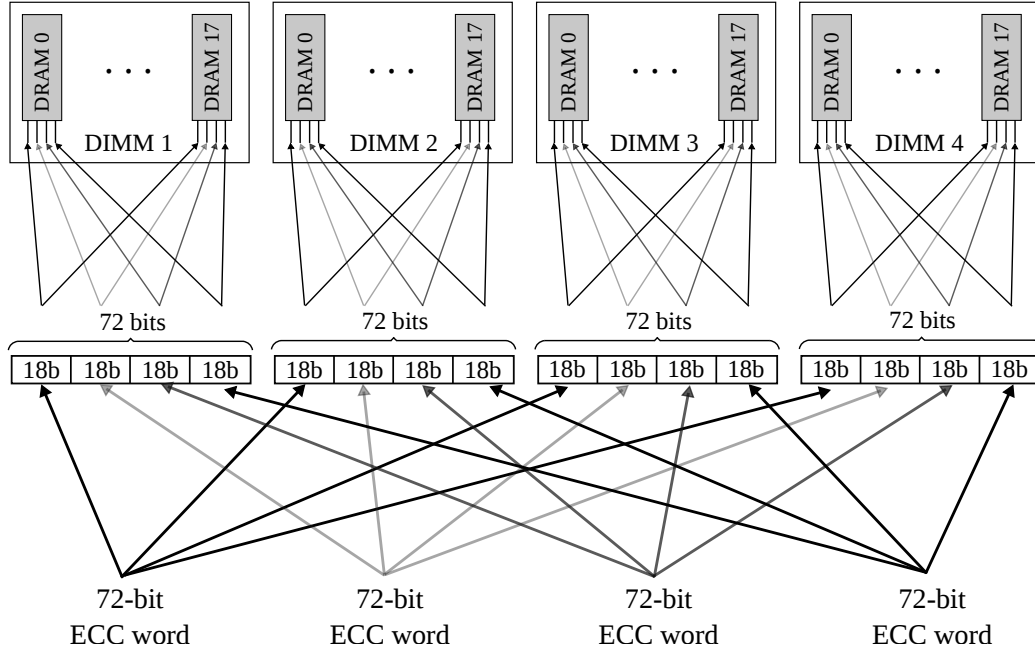 DRAM 0 . . . DRAM 17 DRAM 0 . . . DRAM 17 DRAM 0 . . . DRAM 17 DRAM 0 . . . DRAM 17
DIMM 1 DIMM 2 DIMM 3 DIMM 4
72 bits 72 bits 72 bits 72 bits
18b 18b 18b 18b 18b 18b 18b 18b 18b 18b 18b 18b 18b 18b 18b 18b
72-bit 72-bit 72-bit 72-bit
ECC word ECC word ECC word ECC word